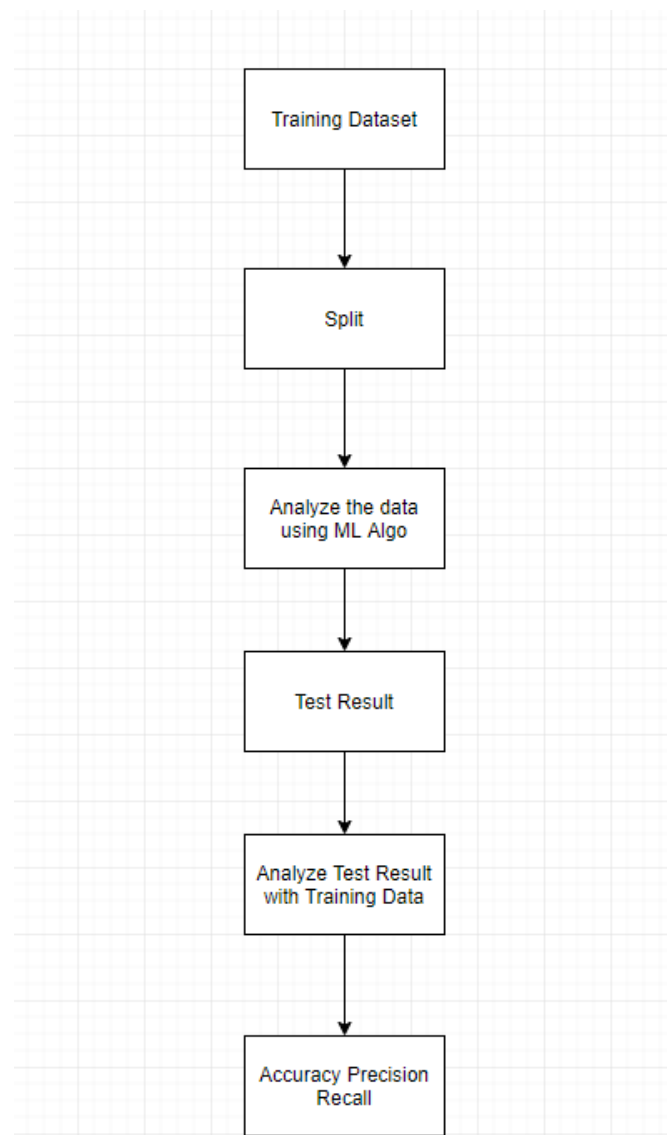 Training Dataset
Split
Analyze the data
using ML Algo
Test Result
Analyze Test Result
with Training Data
Accuracy Precision
Recall